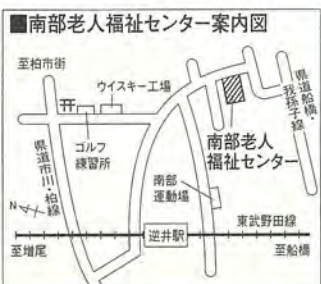 ■南部老人福祉センター案内図
至柏市街
ウイスキー工場
県道船橋・我孫子線
ゴルフ
練習所
南部老人
福祉センター
県道市川・柏線
南部
運動場
N
東武野田線
至増尾
逆井駅
至船橋